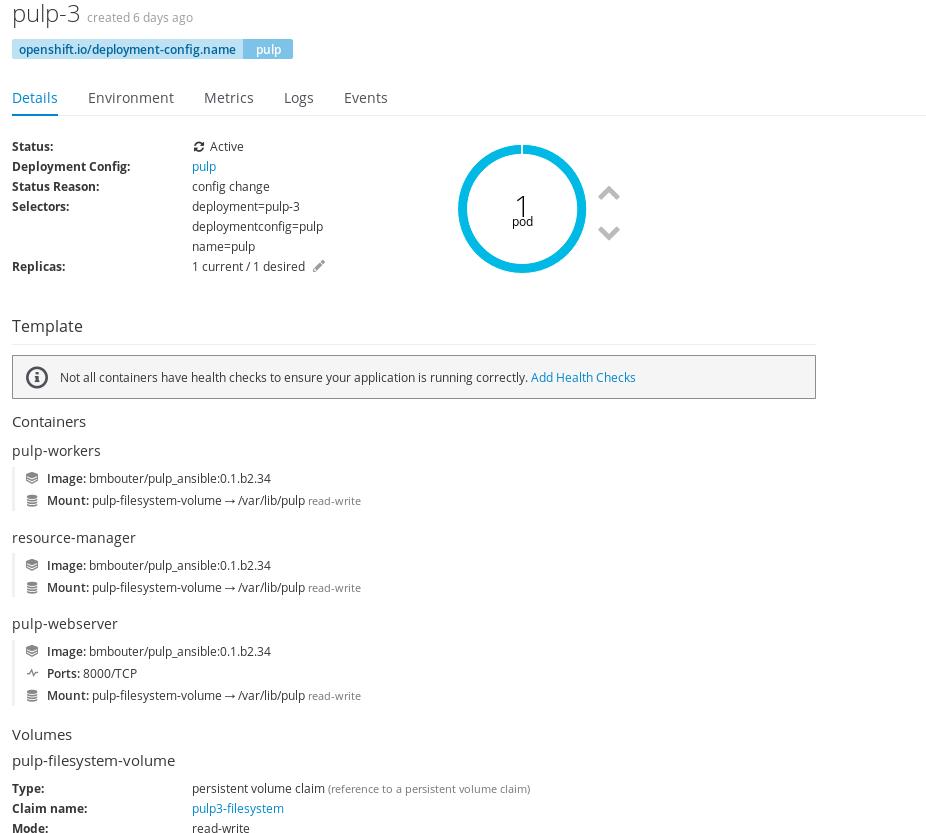 pulp-3 created 6 days ago
openshift.io/deployment-config.name pulp
Details Environment Metrics Logs Events
Status: Active
Deployment Config: pulp
Status Reason: config change
Selectors: deployment=pulp-3
deploymentconfig=pulp
name=pulp
Replicas: 1 current / 1 desired
1
pod
Template
Not all containers have health checks to ensure your application is running correctly. Add Health Checks
Containers
pulp-workers
Image: bmbouter/pulp_ansible:0.1.b2.34
Mount: pulp-filesystem-volume → /var/lib/pulp read-write
resource-manager
Image: bmbouter/pulp_ansible:0.1.b2.34
Mount: pulp-filesystem-volume → /var/lib/pulp read-write
pulp-webserver
Image: bmbouter/pulp_ansible:0.1.b2.34
Ports: 8000/TCP
Mount: pulp-filesystem-volume → /var/lib/pulp read-write
Volumes
pulp-filesystem-volume
Type: persistent volume claim (reference to a persistent volume claim)
Claim name: pulp3-filesystem
Mode: read-write